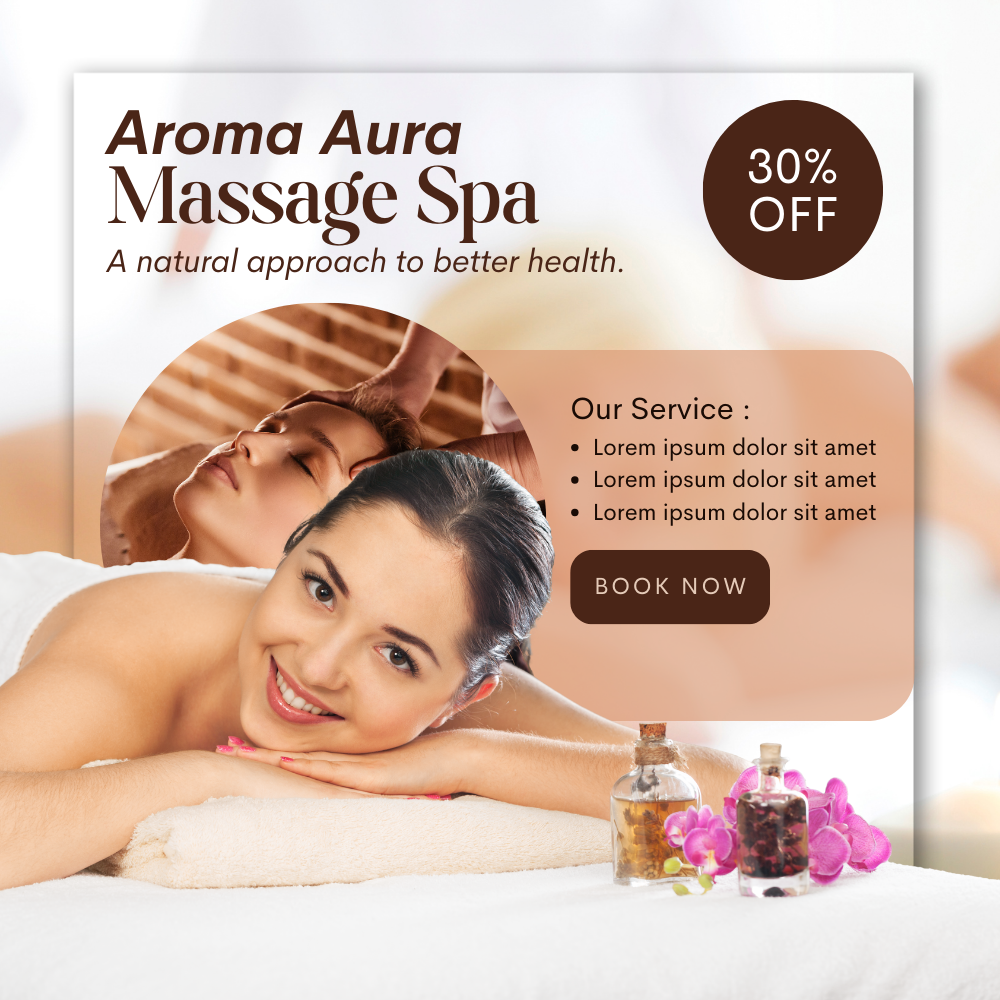 Aroma Aura
Massage Spa
A natural approach to better health.
30%
OFF
Our Service :
• Lorem ipsum dolor sit amet
• Lorem ipsum dolor sit amet
• Lorem ipsum dolor sit amet
BOOK NOW